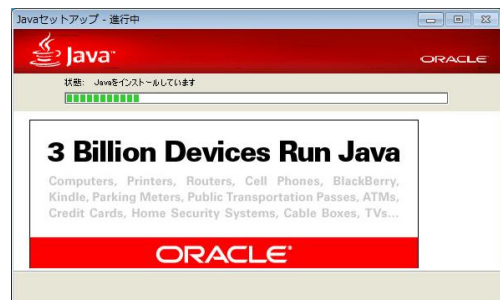 Javaセットアップ - 進行中
Java™
ORACLE
状態: Javaをインストールしています
3 Billion Devices Run Java
Computers, Printers, Routers, Cell Phones, BlackBerry,
Kindle, Parking Meters, Public Transportation Passes, ATMs,
Credit Cards, Home Security Systems, Cable Boxes, TVs...
ORACLE®